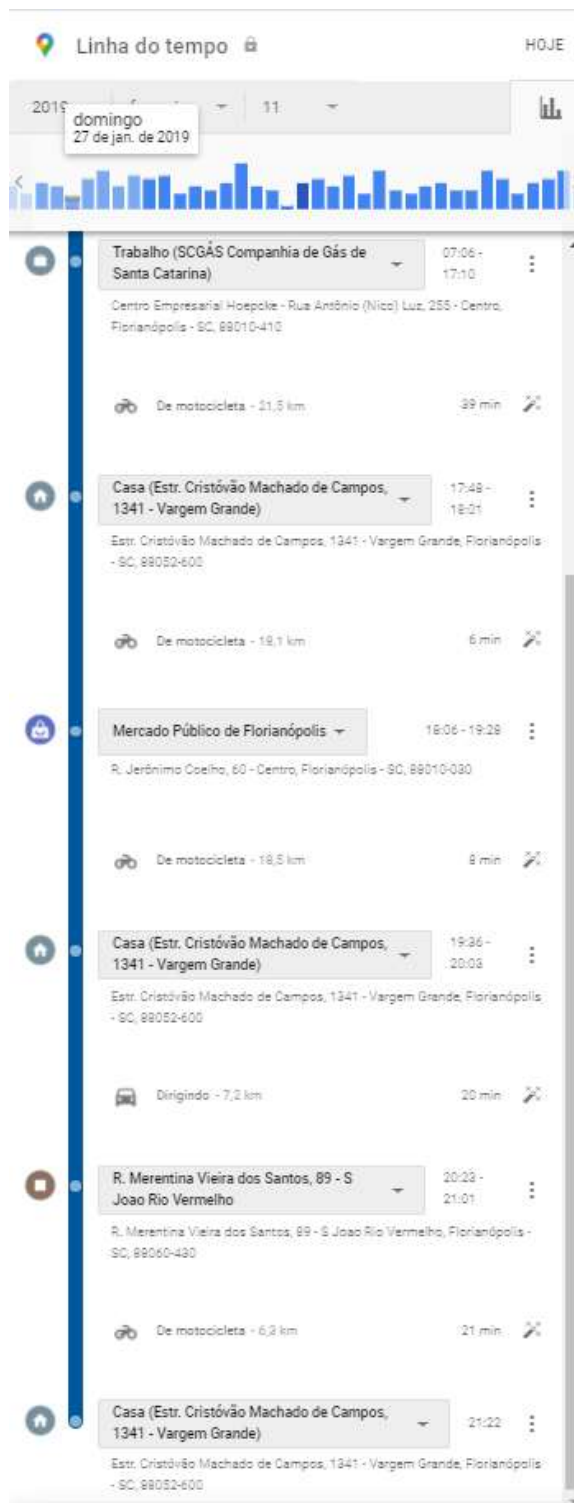 Linha do tempo
HOJE
2019
11
domingo
27 de jan. de 2019
Trabalho (SCGÁS Companhia de Gás de
Santa Catarina)
07:06 -
17:10
Centro Empresarial Hoepcke - Rua Antônio (Nico) Luz, 255 - Centro,
Florianópolis - SC, 88010-410
De motocicleta - 21,5 km
39 min
Casa (Estr. Cristóvão Machado de Campos,
1341 - Vargem Grande)
17:48 -
18:01
Estr. Cristóvão Machado de Campos, 1341 - Vargem Grande, Florianópolis
- SC, 88052-600
De motocicleta - 18,1 km
6 min
Mercado Público de Florianópolis
18:06 - 19:28
R. Jerônimo Coelho, 60 - Centro, Florianópolis - SC, 88010-030
De motocicleta - 18,5 km
8 min
Casa (Estr. Cristóvão Machado de Campos,
1341 - Vargem Grande)
19:36 -
20:03
Estr. Cristóvão Machado de Campos, 1341 - Vargem Grande, Florianópolis
- SC, 88052-600
Dirigindo - 7,2 km
20 min
R. Merentina Vieira dos Santos, 89 - S
Joao Rio Vermelho
20:23 -
21:01
R. Merentina Vieira dos Santos, 89 - S Joao Rio Vermelho, Florianópolis -
SC, 88060-430
De motocicleta - 6,3 km
21 min
Casa (Estr. Cristóvão Machado de Campos,
1341 - Vargem Grande)
21:22
Estr. Cristóvão Machado de Campos, 1341 - Vargem Grande, Florianópolis
- SC, 88052-600